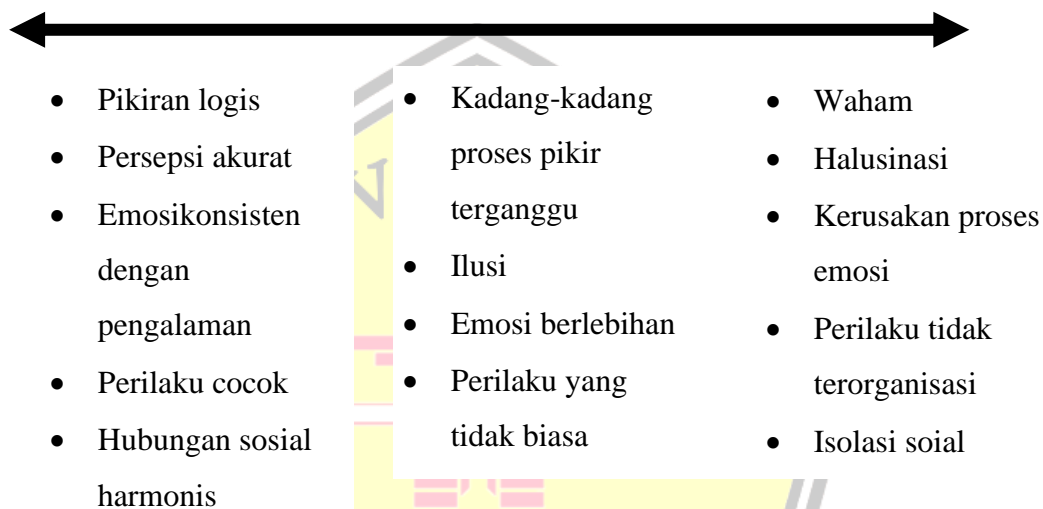 • Pikiran logis
• Persepsi akurat
• Emosikonsisten
dengan
pengalaman
• Perilaku cocok
• Hubungan sosial
harmonis
• Kadang-kadang
proses pikir
terganggu
• Ilusi
• Emosi berlebihan
• Perilaku yang
tidak biasa
• Waham
• Halusinasi
• Kerusakan proses
emosi
• Perilaku tidak
terorganisasi
• Isolasi soial